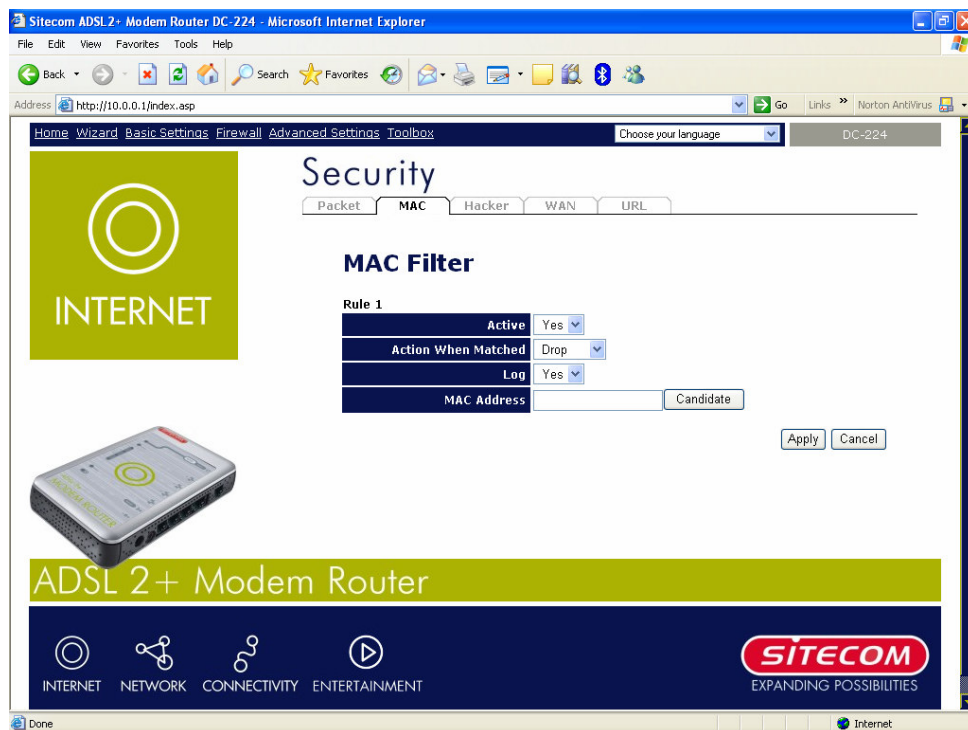 Sitecom ADSL2+ Modem Router DC-224 - Microsoft Internet Explorer
File Edit View Favorites Tools Help
Back Search Favorites
Address http://10.0.0.1/index.asp Go Links » Norton AntiVirus
Home Wizard Basic Settings Firewall Advanced Settings Toolbox Choose your language DC-224
Security
Packet MAC Hacker WAN URL
INTERNET
MAC Filter
Rule 1
Active Yes
Action When Matched Drop
Log Yes
MAC Address Candidate
Apply Cancel
MODEM ROUTER
ADSL 2+ Modem Router
INTERNET NETWORK CONNECTIVITY ENTERTAINMENT
SITECOM
EXPANDING POSSIBILITIES
Done Internet